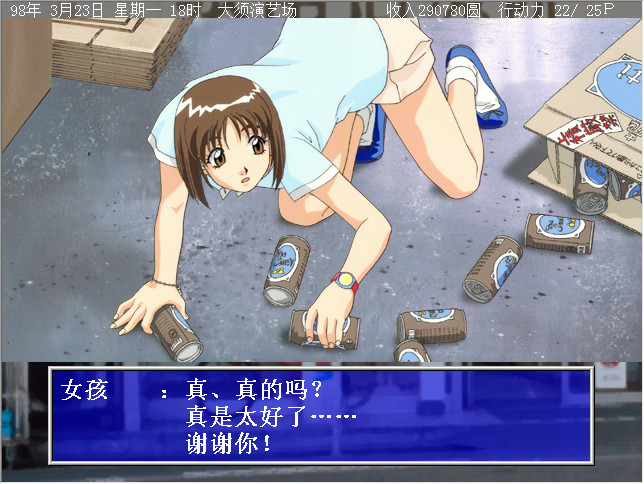 98年 3月23日 星期一 18时 大须演艺场 收入290780圆 行动力 22/ 25P
女孩 ：真、真的吗？
真是太好了……
谢谢你！